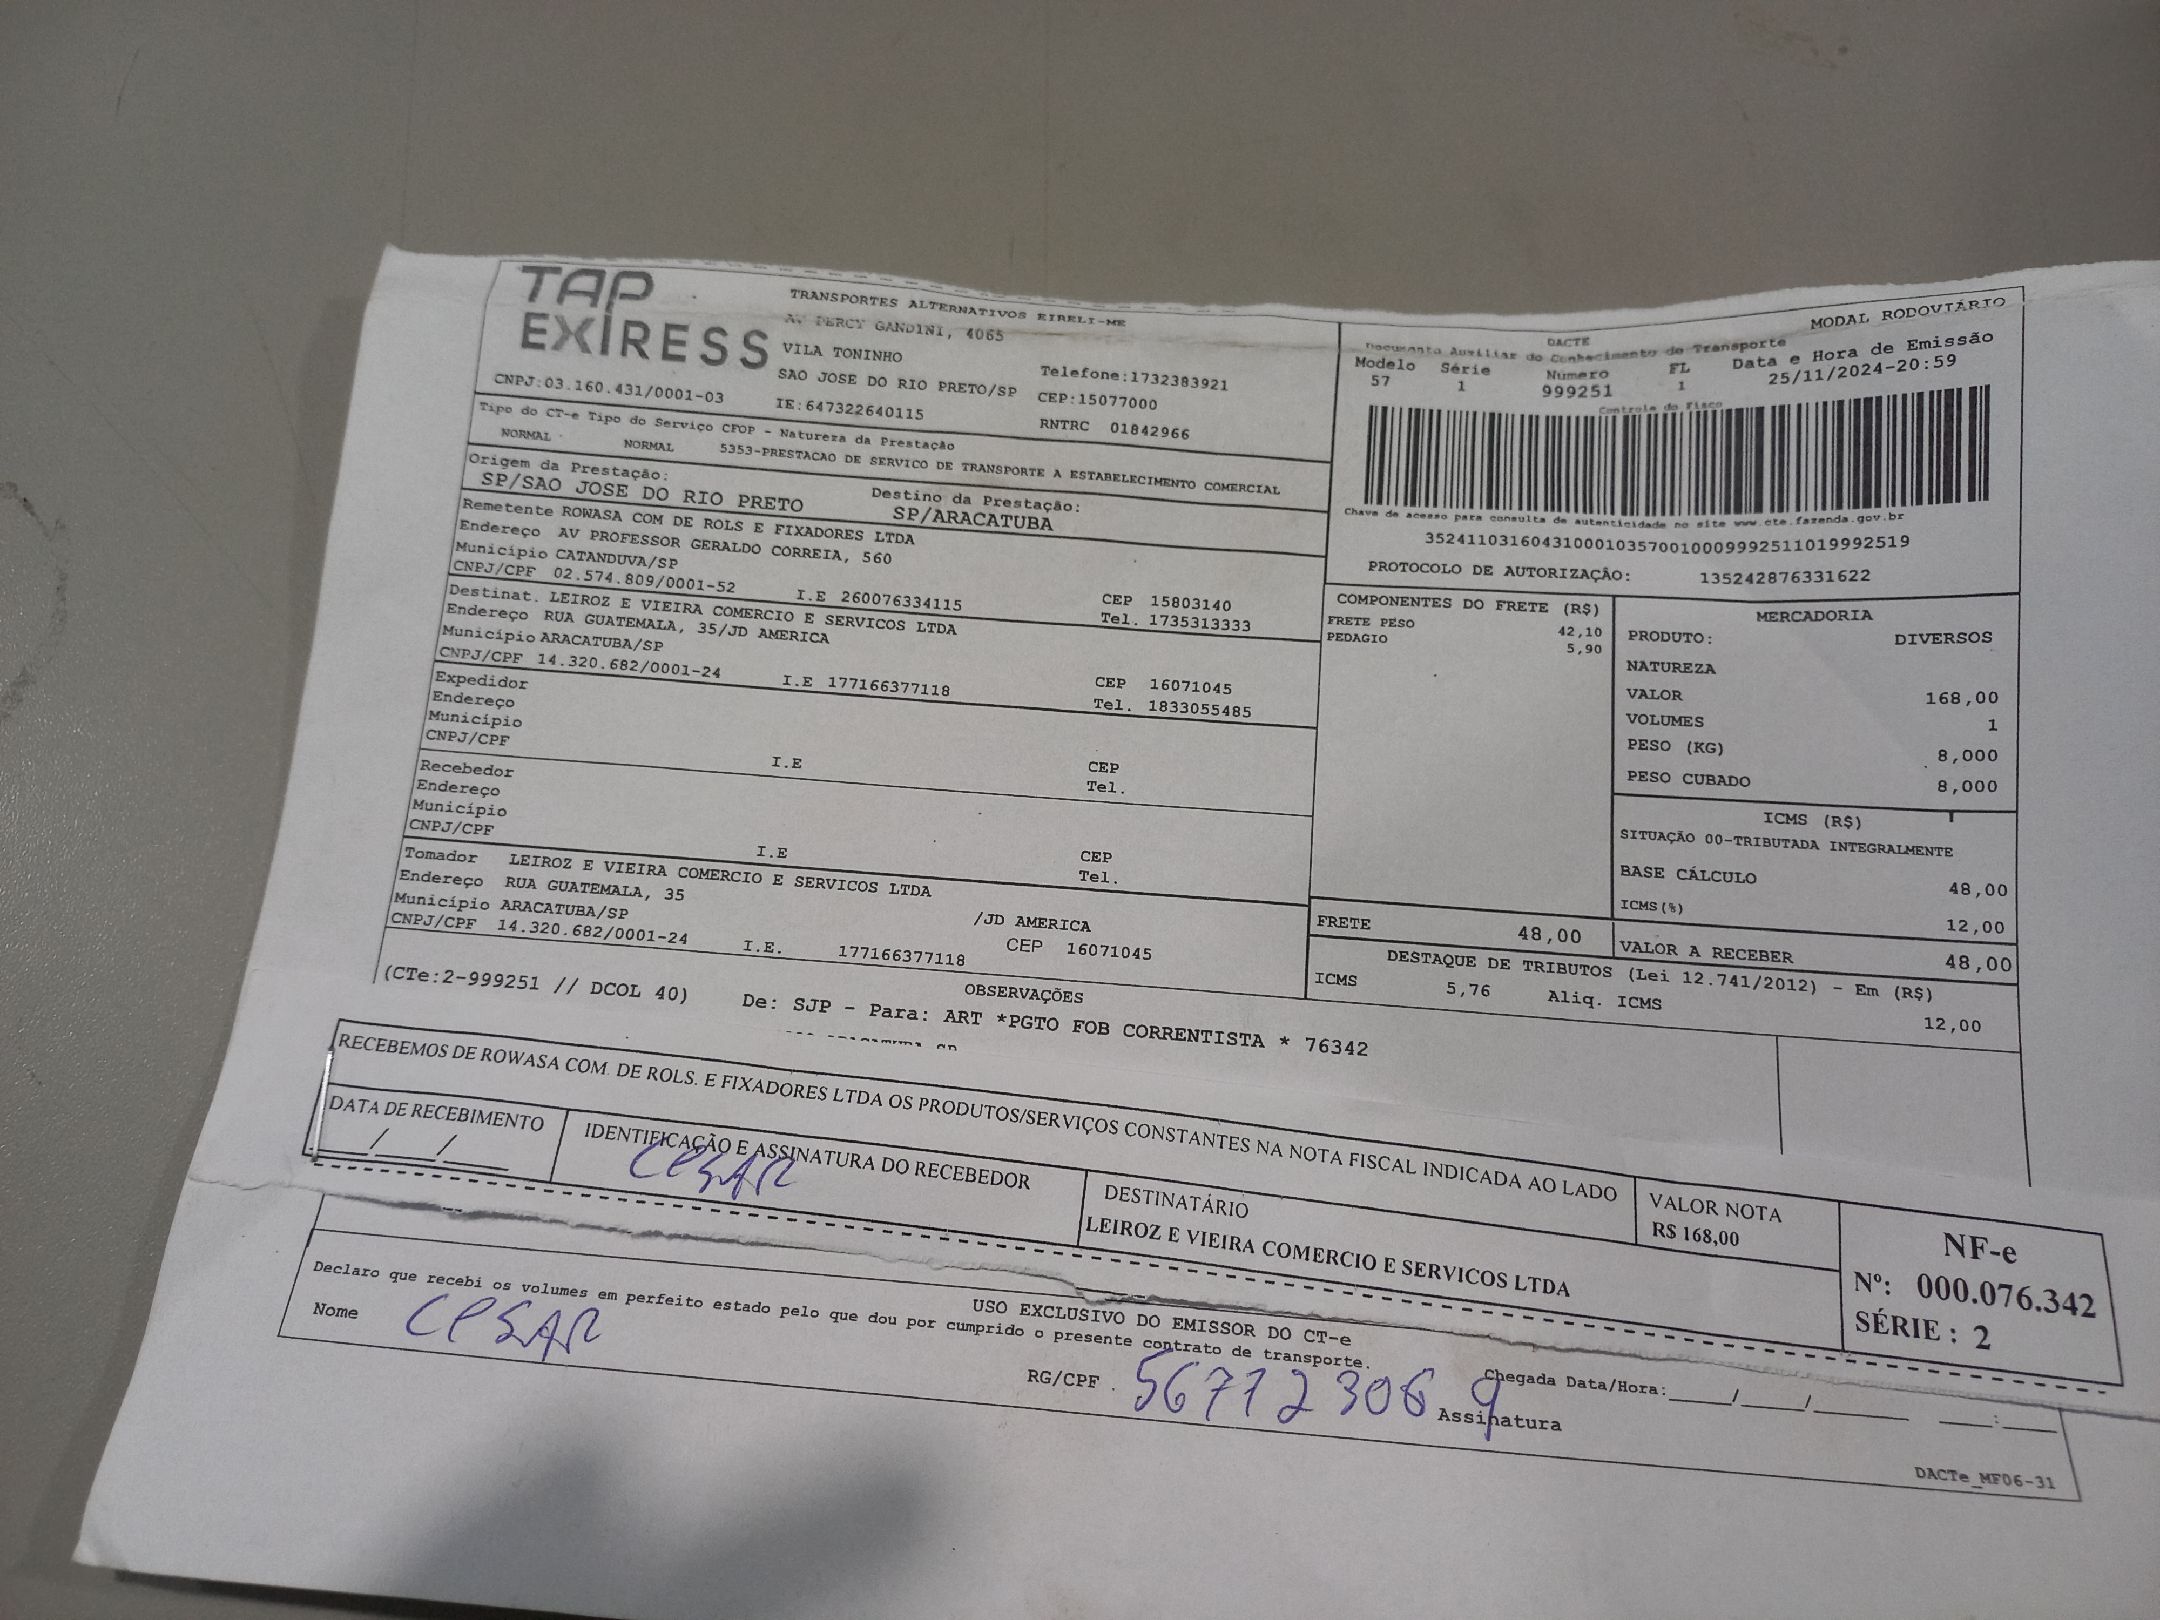 TAP
EXPRESS
TRANSPORTES ALTERNATIVOS EIRELI-ME
AV PERCY GANDINI, 4065
VILA TONINHO
SAO JOSE DO RIO PRETO/SP
Telefone:1732383921
CEP:15077000
CNPJ:03.160.431/0001-03
IE:647322640115
RNTRC 01842966
Tipo do CT-e Tipo do Serviço CFOP - Natureza da Prestação
NORMAL NORMAL 5353-PRESTACAO DE SERVICO DE TRANSPORTE A ESTABELECIMENTO COMERCIAL
Origem da Prestação:
SP/SAO JOSE DO RIO PRETO
Destino da Prestação:
SP/ARACATUBA
Remetente ROWASA COM DE ROLS E FIXADORES LTDA
Endereço AV PROFESSOR GERALDO CORREIA, 560
Município CATANDUVA/SP CEP 15803140
CNPJ/CPF 02.574.809/0001-52 I.E 260076334115 Tel. 1735313333
Destinat. LEIROZ E VIEIRA COMERCIO E SERVICOS LTDA
Endereço RUA GUATEMALA, 35/JD AMERICA
Município ARACATUBA/SP CEP 16071045
CNPJ/CPF 14.320.682/0001-24 I.E 177166377118 Tel. 1833055485
Expedidor
Endereço
Município CEP
CNPJ/CPF I.E Tel.
Recebedor
Endereço
Município CEP
CNPJ/CPF I.E Tel.
Tomador LEIROZ E VIEIRA COMERCIO E SERVICOS LTDA
Endereço RUA GUATEMALA, 35 /JD AMERICA
Município ARACATUBA/SP CEP 16071045
CNPJ/CPF 14.320.682/0001-24 I.E. 177166377118
MODAL RODOVIÁRIO
DACTE
Documento Auxiliar do Conhecimento de Transporte
Modelo Série Número FL Data e Hora de Emissão
57 1 999251 1 25/11/2024-20:59
Controle do Fisco
Chave de acesso para consulta de autenticidade no site www.cte.fazenda.gov.br
35241103160431000103570010009992511019992519
PROTOCOLO DE AUTORIZAÇÃO: 135242876331622
COMPONENTES DO FRETE (R$)
FRETE PESO 42,10
PEDAGIO 5,90
FRETE 48,00
MERCADORIA
PRODUTO: DIVERSOS
NATUREZA
VALOR 168,00
VOLUMES 1
PESO (KG) 8,000
PESO CUBADO 8,000
ICMS (R$)
SITUAÇÃO 00-TRIBUTADA INTEGRALMENTE
BASE CÁLCULO 48,00
ICMS(%) 12,00
VALOR A RECEBER 48,00
DESTAQUE DE TRIBUTOS (Lei 12.741/2012) - Em (R$)
ICMS 5,76 Aliq. ICMS 12,00
OBSERVAÇÕES
(CTe:2-999251 // DCOL 40) De: SJP - Para: ART *PGTO FOB CORRENTISTA * 76342
RECEBEMOS DE ROWASA COM. DE ROLS. E FIXADORES LTDA OS PRODUTOS/SERVIÇOS CONSTANTES NA NOTA FISCAL INDICADA AO LADO
DATA DE RECEBIMENTO
___/___/___
IDENTIFICAÇÃO E ASSINATURA DO RECEBEDOR
CESAR
DESTINATÁRIO
LEIROZ E VIEIRA COMERCIO E SERVICOS LTDA
VALOR NOTA
R$ 168,00
NF-e
Nº: 000.076.342
SÉRIE : 2
USO EXCLUSIVO DO EMISSOR DO CT-e
Declaro que recebi os volumes em perfeito estado pelo que dou por cumprido o presente contrato de transporte.
Nome CESAR
RG/CPF. 567123069
Chegada Data/Hora:____/____/______ ___:____
Assinatura
DACTe_MF06-31